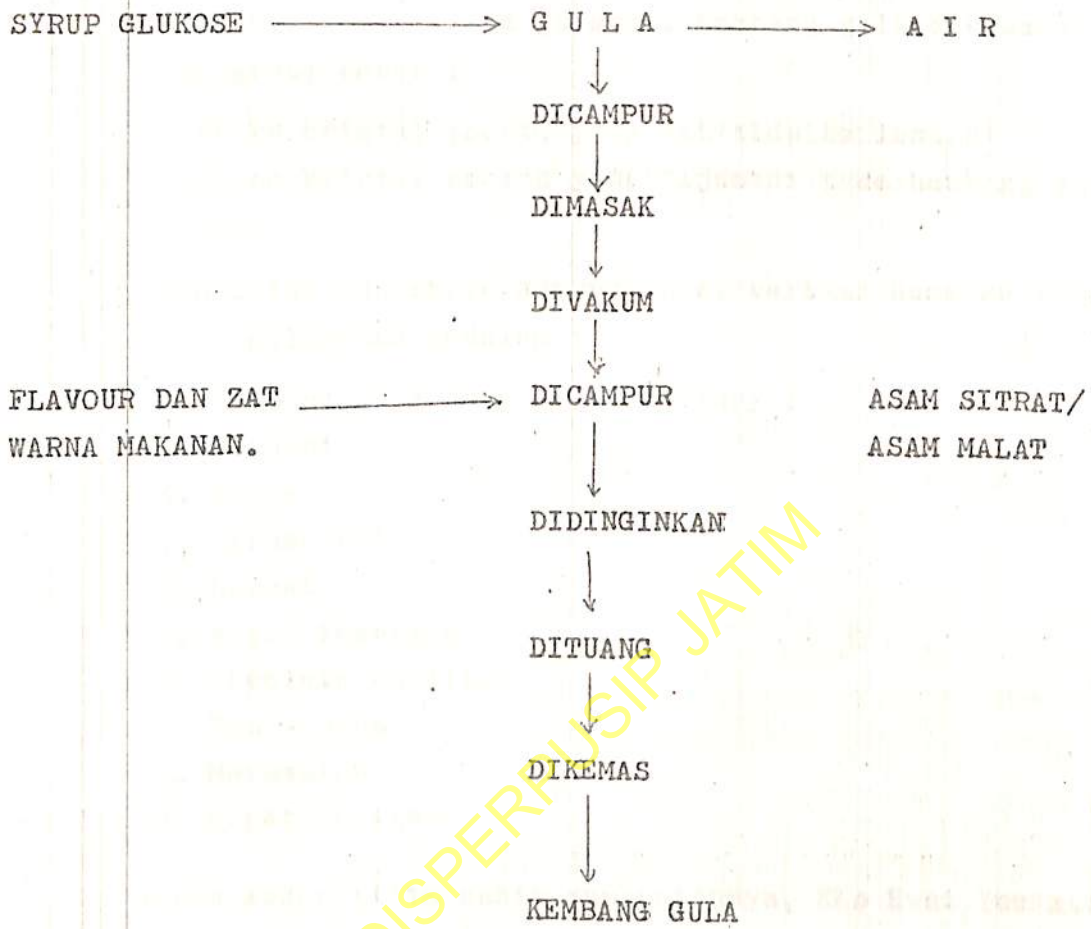 SYRUP GLUKOSE G U L A A I R
DICAMPUR
DIMASAK
DIVAKUM
FLAVOUR DAN ZAT DICAMPUR ASAM SITRAT/
WARNA MAKANAN. ASAM MALAT
DIDINGINKAN
DITUANG
DIKEMAS
KEMBANG GULA
DISPERPUSIP JATIM